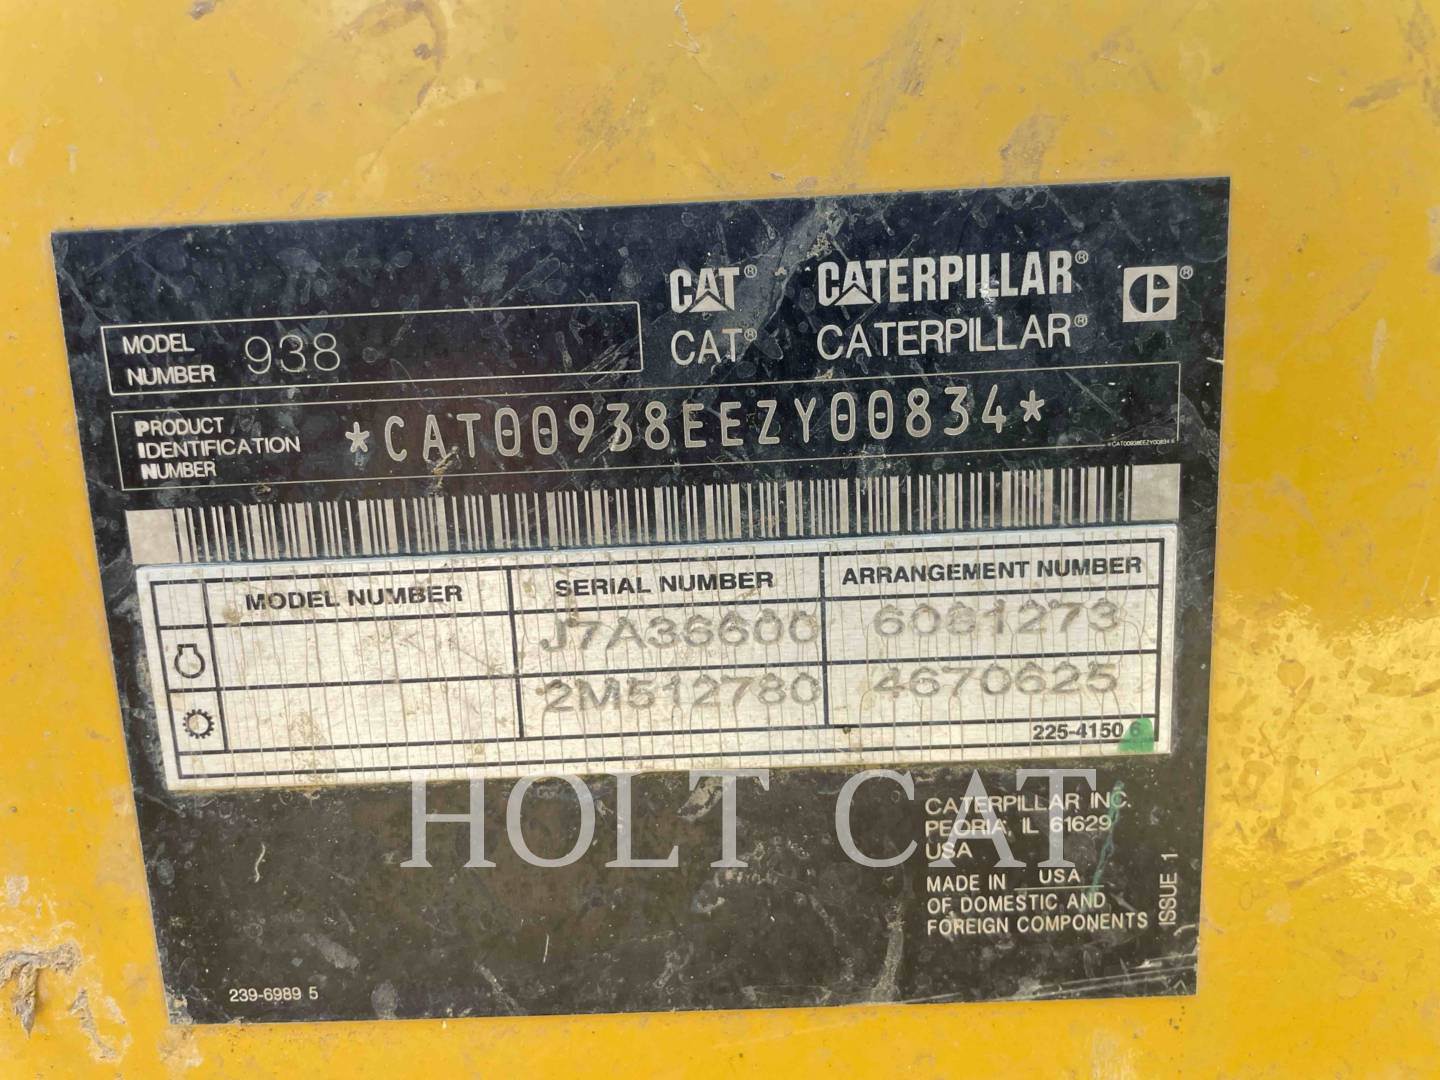 CAT® CATERPILLAR®
CAT® CATERPILLAR®
MODEL NUMBER 938
PRODUCT IDENTIFICATION NUMBER *CAT00938EEZY00834*
*CAT00938EEZY00834*
MODEL NUMBER SERIAL NUMBER ARRANGEMENT NUMBER
J7A36600 6081273
2M512780 4670625
225-4150 6
HOLT CAT
CATERPILLAR INC.
PEORIA, IL 61629
USA
MADE IN USA
OF DOMESTIC AND
FOREIGN COMPONENTS
ISSUE 1
239-6989 5